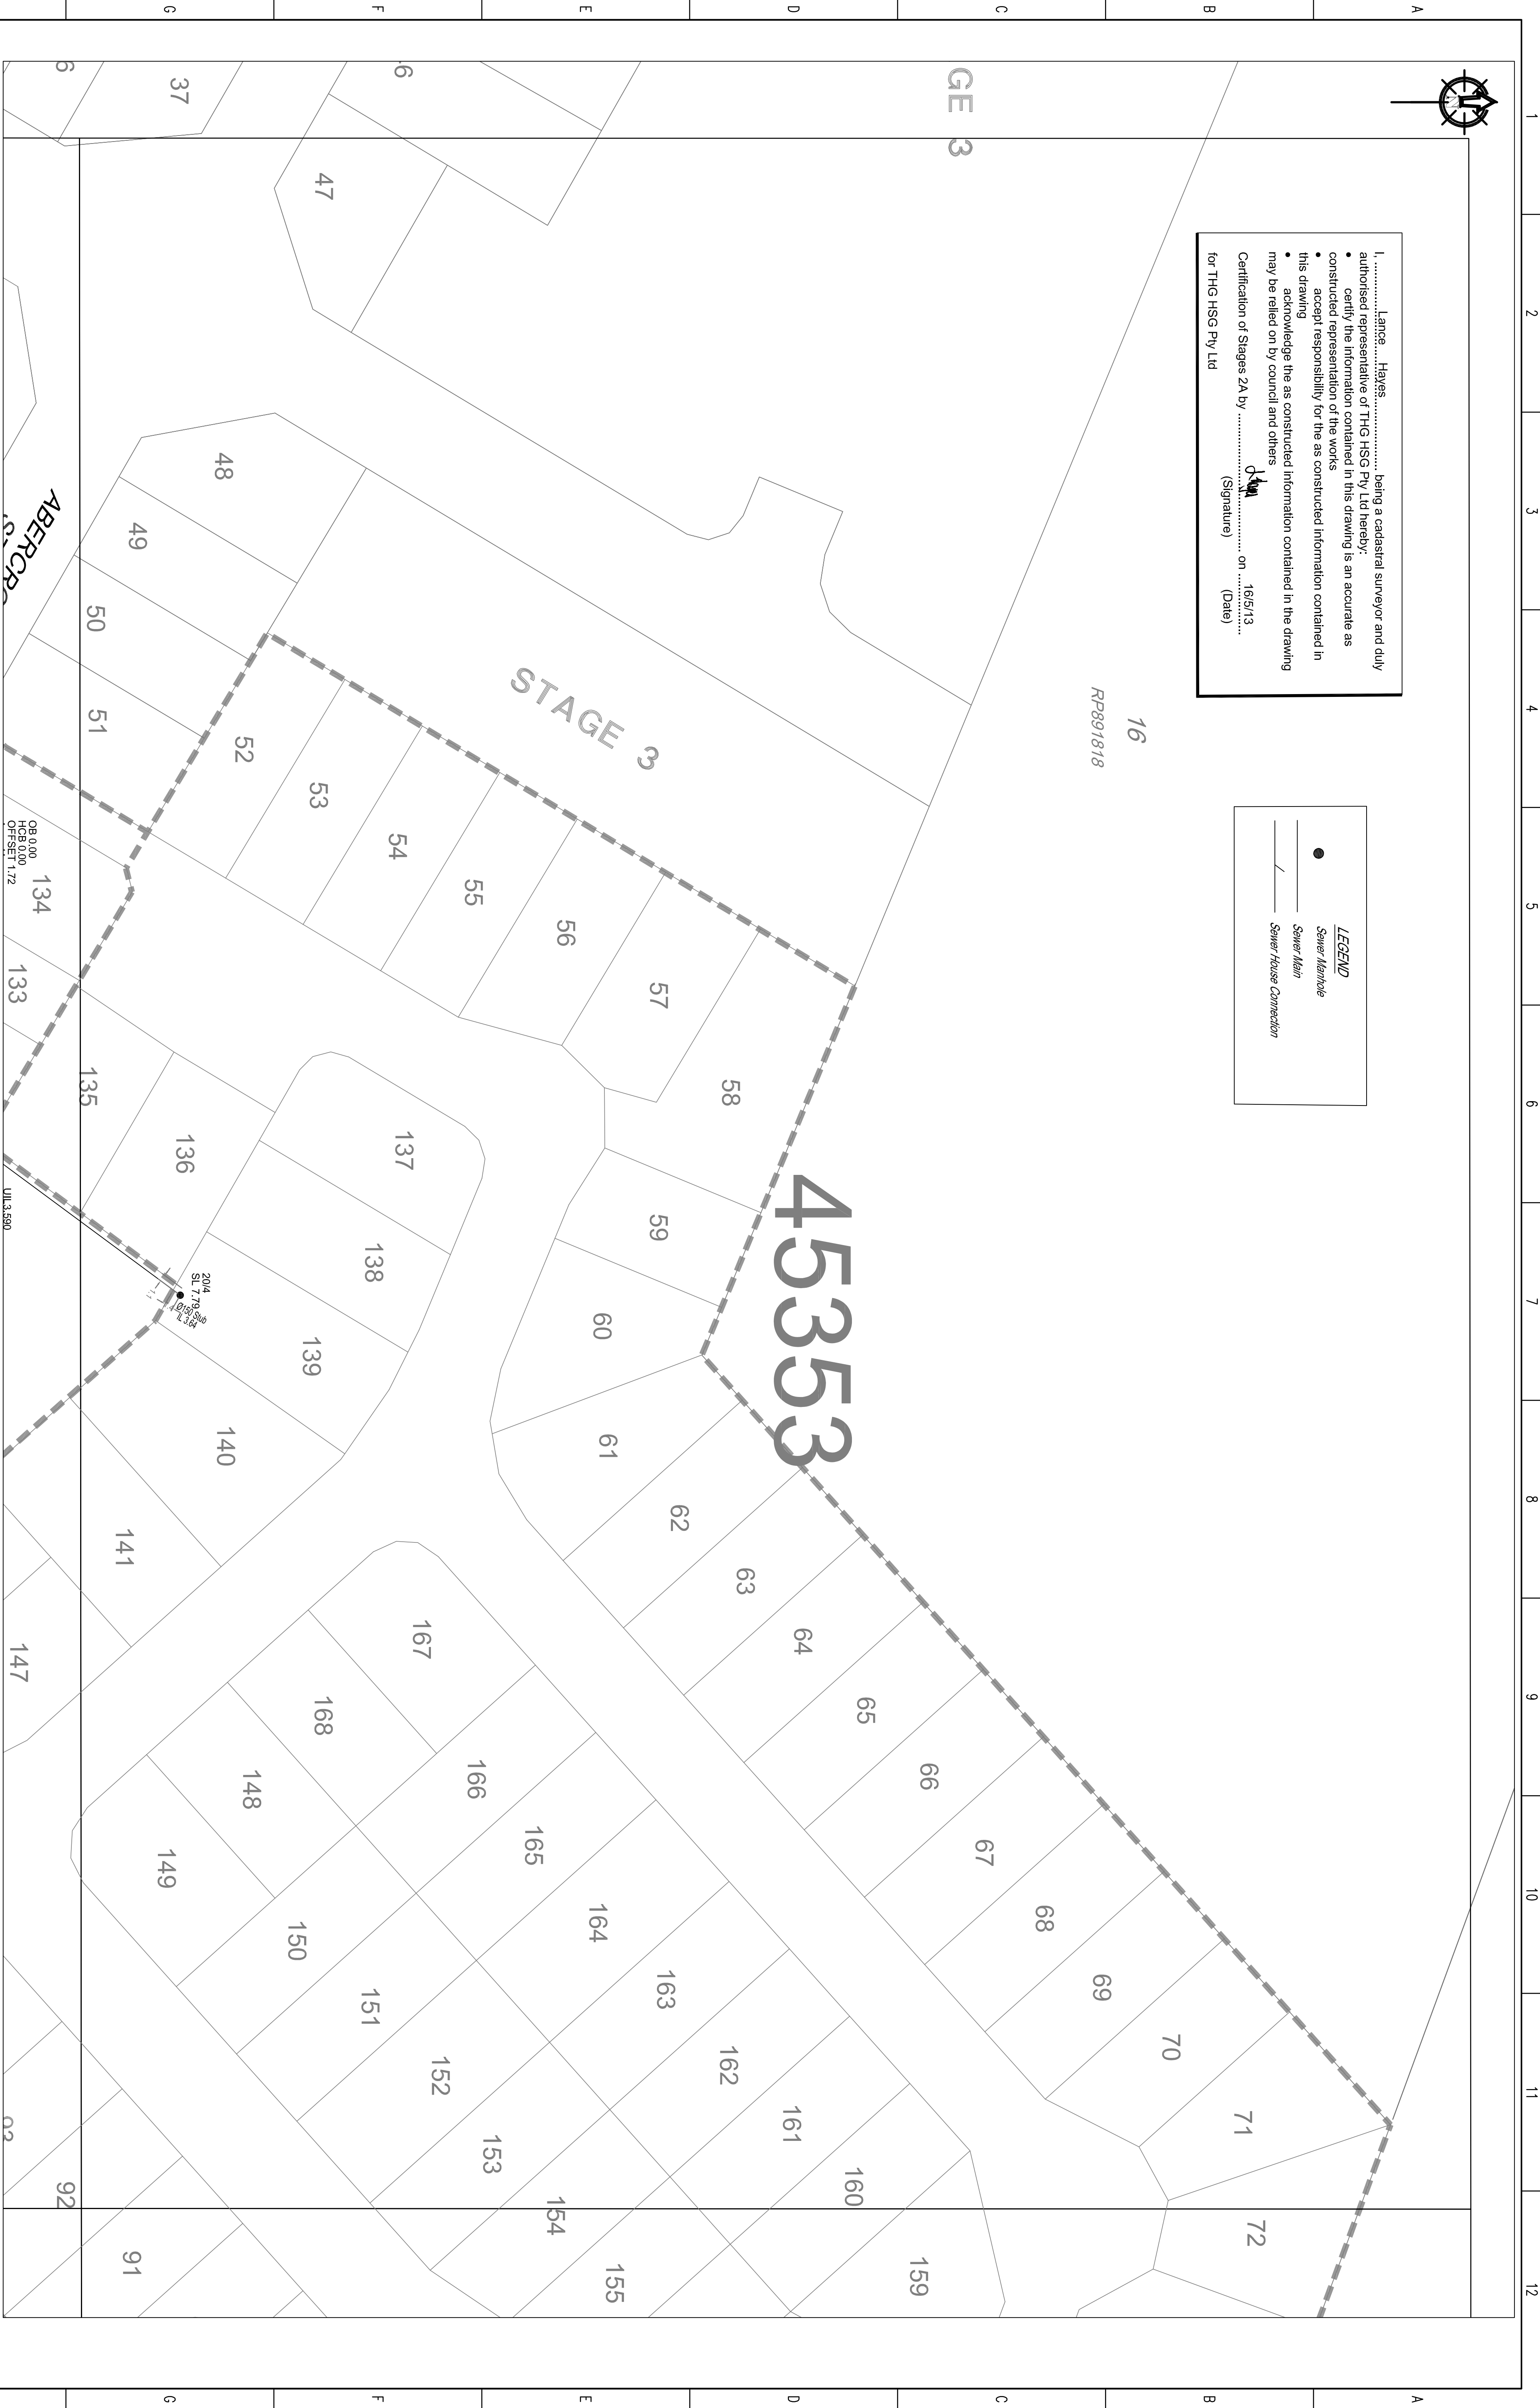 I, ........ Lance Hayes ........ being a cadastral surveyor and duly
authorised representative of THG HSG Pty Ltd hereby:
• certify the information contained in this drawing is an accurate as
constructed representation of the works
• accept responsibility for the as constructed information contained in
this drawing
• acknowledge the as constructed information contained in the drawing
may be relied on by council and others
Certification of Stages 2A by ........ on ........ 16/5/13
(Signature) (Date)
for THG HSG Pty Ltd
LEGEND
Sewer Manhole
Sewer Main
Sewer House Connection
16
RP891818
GE 3
STAGE 3
45353
1
2
3
4
5
6
7
8
9
10
11
12
A
B
C
D
E
F
G
A
B
C
D
E
F
G
6
37
6
47
48
49
50
51
52
53
54
55
56
57
58
59
60
61
62
63
64
65
66
67
68
69
70
71
72
133
134
135
136
137
138
139
140
141
147
148
149
150
151
152
153
154
155
159
160
161
162
163
164
165
166
167
168
91
92
93
ABERCRO
OB 0.00
HCB 0.00
OFFSET 1.72
UIL3.590
20/4
SL 7.79
Ø150 Stub
IL 3.64